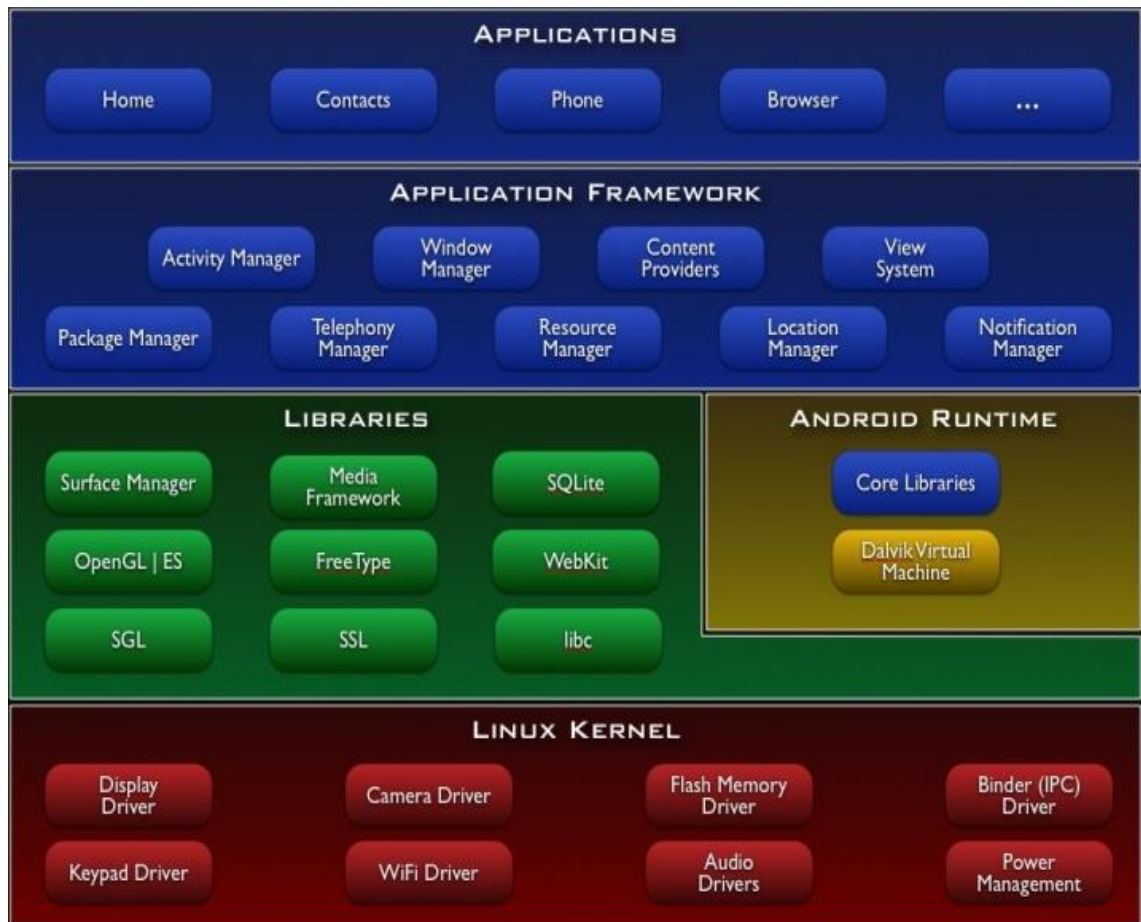 APPLICATIONS
Home
Contacts
Phone
Browser
...
APPLICATION FRAMEWORK
Activity Manager
Window
Manager
Content
Providers
View
System
Package Manager
Telephony
Manager
Resource
Manager
Location
Manager
Notification
Manager
LIBRARIES
Surface Manager
Media
Framework
SQLite
OpenGL | ES
FreeType
WebKit
SGL
SSL
libc
ANDROID RUNTIME
Core Libraries
Dalvik Virtual
Machine
LINUX KERNEL
Display
Driver
Camera Driver
Flash Memory
Driver
Binder (IPC)
Driver
Keypad Driver
WiFi Driver
Audio
Drivers
Power
Management